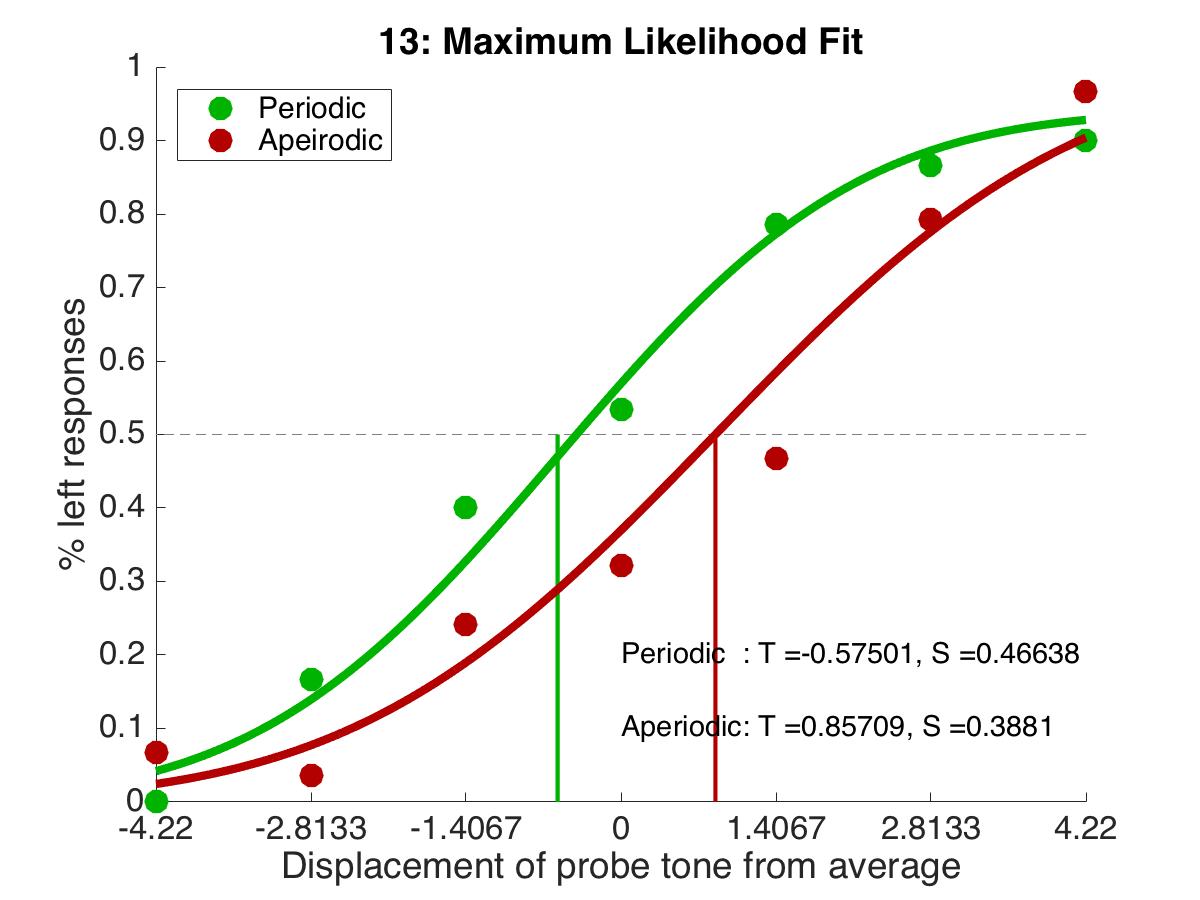 13: Maximum Likelihood Fit
Periodic
Apeirodic
1
0.9
0.8
0.7
0.6
0.5
0.4
0.3
0.2
0.1
0
% left responses
Periodic : T =-0.57501, S =0.46638
Aperiodic: T =0.85709, S =0.3881
-4.22 -2.8133 -1.4067 0 1.4067 2.8133 4.22
Displacement of probe tone from average